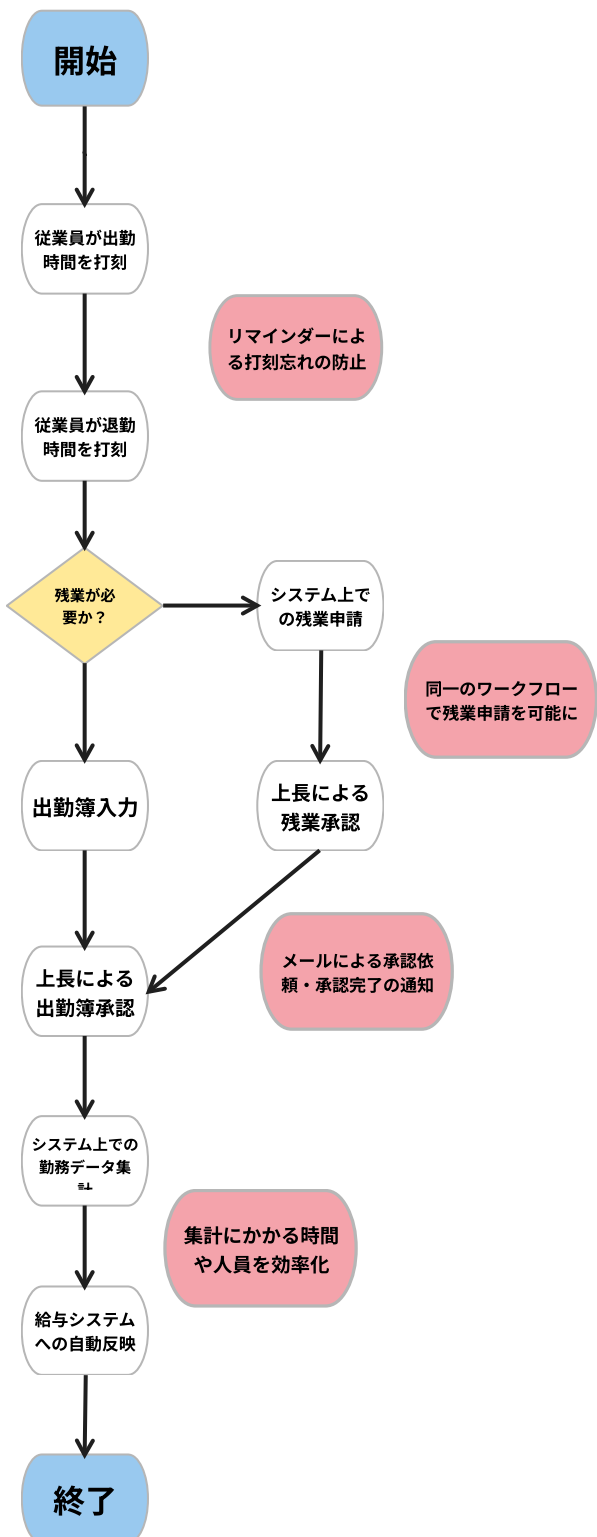 開始
従業員が出勤
時間を打刻
リマインダーによ
る打刻忘れの防止
従業員が退勤
時間を打刻
残業が必
要か?
システム上で
の残業申請
同一のワークフロー
で残業申請を可能に
出勤簿入力
上長による
残業承認
メールによる承認依
頼・承認完了の通知
上長による
出勤簿承認
システム上での
勤務データ集
計
集計にかかる時間
や人員を効率化
給与システム
への自動反映
終了